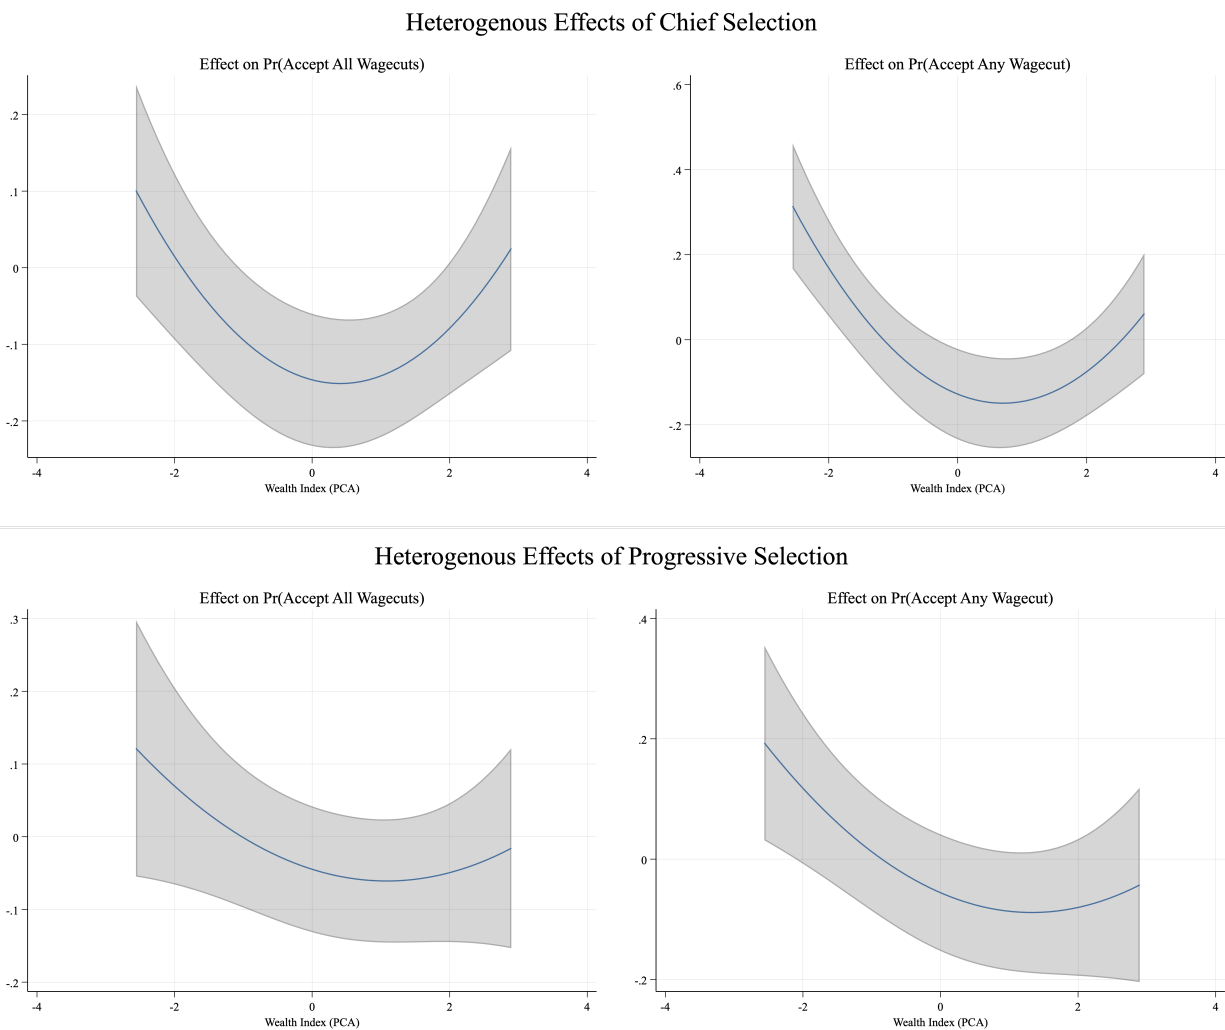 Heterogenous Effects of Chief Selection
Effect on Pr(Accept All Wagecuts)
.2
.1
0
-.1
-.2
-4 -2 0 2 4
Wealth Index (PCA)
Effect on Pr(Accept Any Wagecut)
.6
.4
.2
0
-.2
-4 -2 0 2 4
Wealth Index (PCA)
Heterogenous Effects of Progressive Selection
Effect on Pr(Accept All Wagecuts)
.3
.2
.1
0
-.1
-.2
-4 -2 0 2 4
Wealth Index (PCA)
Effect on Pr(Accept Any Wagecut)
.4
.2
0
-.2
-4 -2 0 2 4
Wealth Index (PCA)